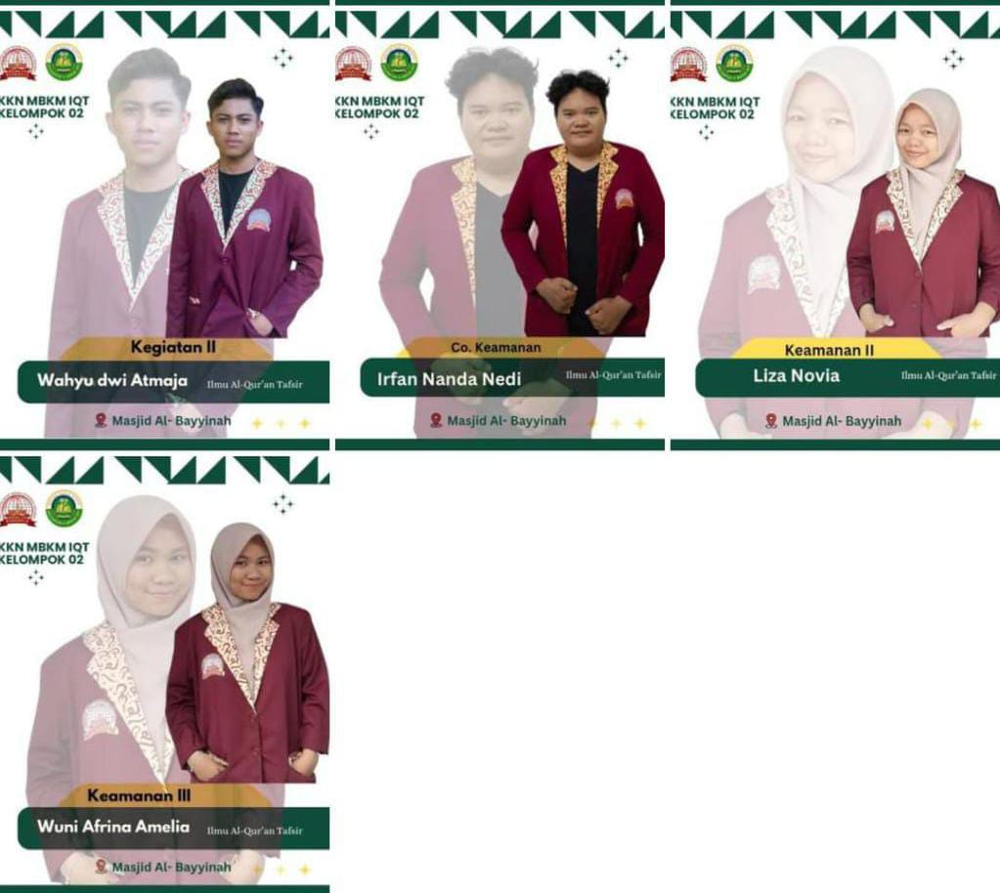 KKN MBKM IQT
KELOMPOK 02
Kegiatan II
Wahyu dwi Atmaja
Ilmu Al-Qur'an Tafsir
Masjid Al- Bayyinah
KKN MBKM IQT
KELOMPOK 02
Co. Keamanan
Irfan Nanda Nedi
Ilmu Al-Qur'an Tafsir
Masjid Al- Bayyinah
KKN MBKM IQT
KELOMPOK 02
Keamanan II
Liza Novia
Ilmu Al-Qur'an Tafsir
Masjid Al- Bayyinah
KKN MBKM IQT
KELOMPOK 02
Keamanan III
Wuni Afrina Amelia
Ilmu Al-Qur'an Tafsir
Masjid Al- Bayyinah